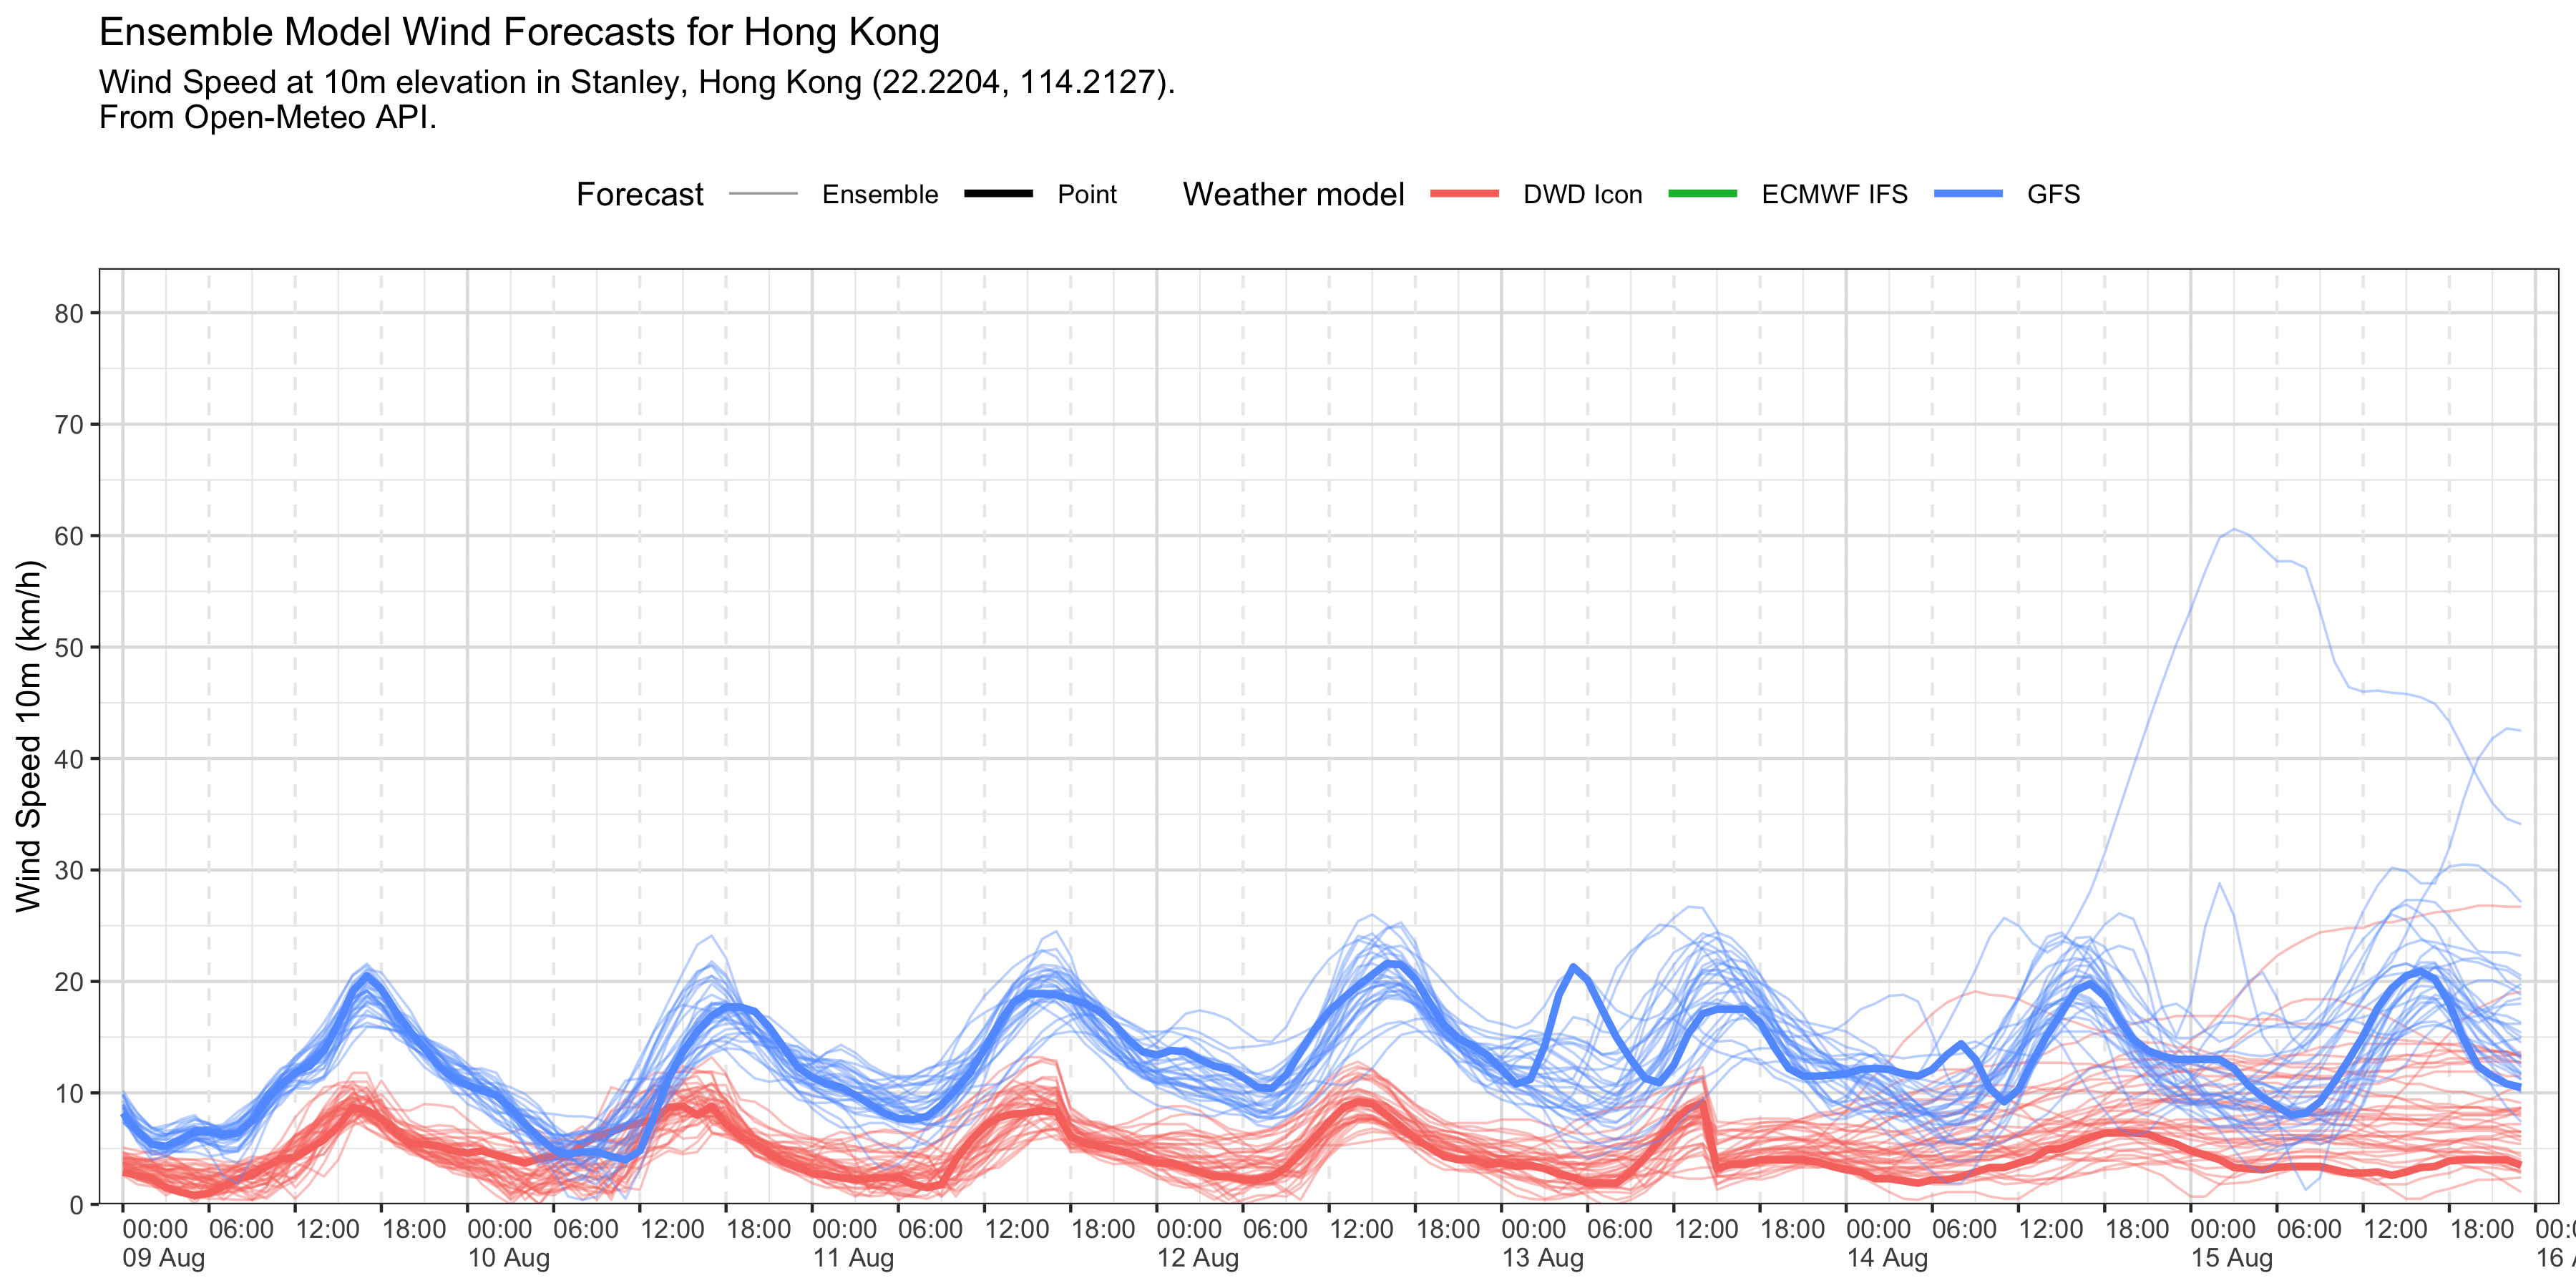 Ensemble Model Wind Forecasts for Hong Kong
Wind Speed at 10m elevation in Stanley, Hong Kong (22.2204, 114.2127).
From Open-Meteo API.
Forecast Ensemble Point Weather model DWD Icon ECMWF IFS GFS
Wind Speed 10m (km/h)
80
70
60
50
40
30
20
10
0
00:00 06:00 12:00 18:00 00:00 06:00 12:00 18:00 00:00 06:00 12:00 18:00 00:00 06:00 12:00 18:00 00:00 06:00 12:00 18:00 00:00 06:00 12:00 18:00 00:00 06:00 12:00 18:00 00:0
09 Aug 10 Aug 11 Aug 12 Aug 13 Aug 14 Aug 15 Aug 16 A